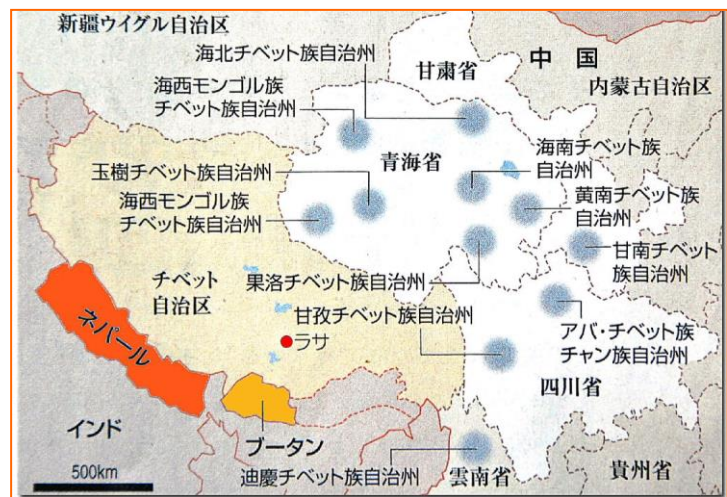 新疆ウイグル自治区
海北チベット族自治州
甘粛省
中国
内蒙古自治区
海西モンゴル族
チベット族自治州
青海省
海南チベット族
自治州
玉樹チベット族自治州
黄南チベット族
自治州
海西モンゴル族
チベット族自治州
甘南チベット
族自治州
チベット
自治区
果洛チベット族自治州
甘孜チベット族自治州
アバ・チベット族
チャン族自治州
ネパール
ラサ
四川省
インド
ブータン
迪慶チベット族自治州
雲南省
貴州省
500km